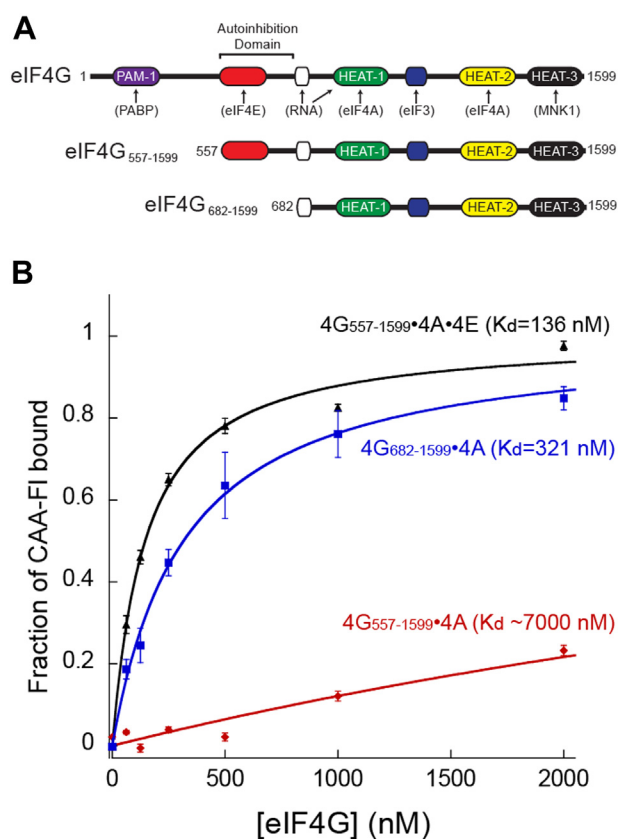 A
Autoinhibition
Domain
eIF4G 1 PAM-1 HEAT-1 HEAT-2 HEAT-3 1599
(PABP) (eIF4E) (RNA) (eIF4A) (eIF3) (eIF4A) (MNK1)
eIF4G557-1599 557 HEAT-1 HEAT-2 HEAT-3 1599
eIF4G682-1599 682 HEAT-1 HEAT-2 HEAT-3 1599
B
Fraction of CAA-Fl bound
1
0.8
0.6
0.4
0.2
0
4G557-1599•4A•4E (Kd=136 nM)
4G682-1599•4A (Kd=321 nM)
4G557-1599•4A (Kd ~7000 nM)
0 500 1000 1500 2000
[eIF4G] (nM)